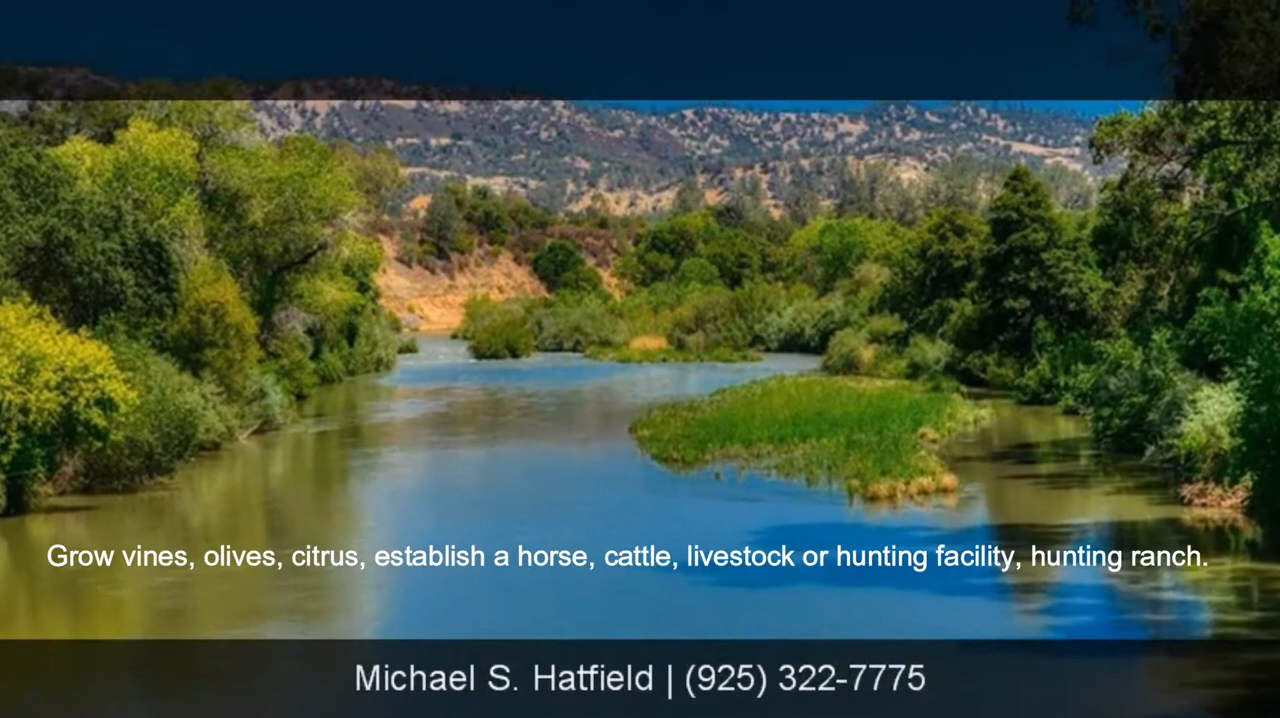 Grow vines, olives, citrus, establish a horse, cattle, livestock or hunting facility, hunting ranch.
Michael S. Hatfield | (925) 322-7775